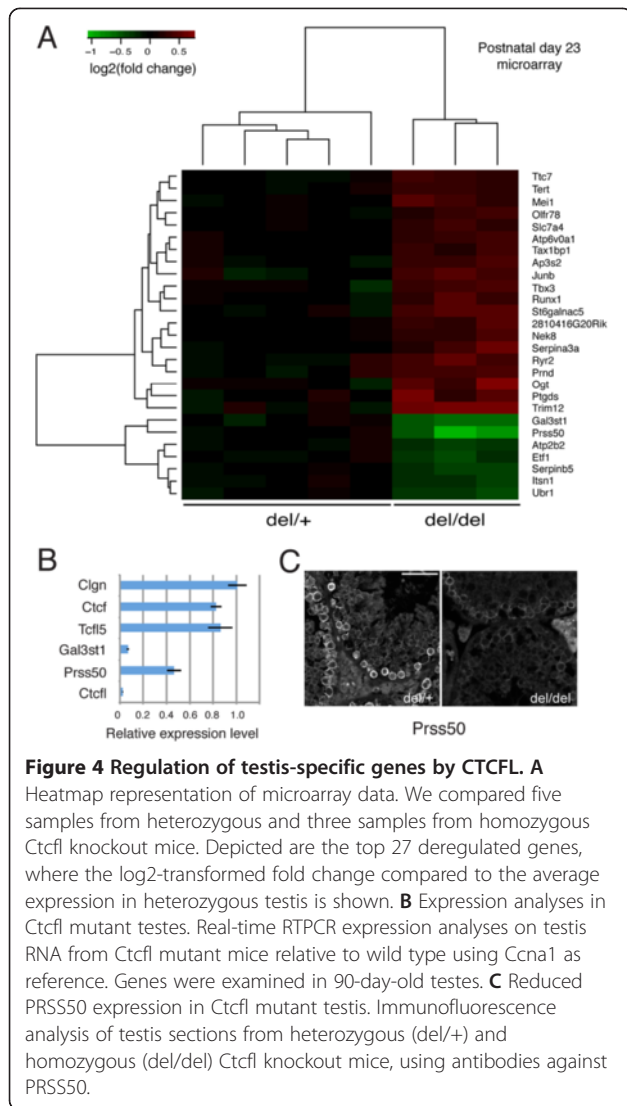 A
-1 -0.5 0 0.5
log2(fold change)
Postnatal day 23
microarray
Ttc7
Tert
Mei1
Olfr78
Slc7a4
Atp6v0a1
Tax1bp1
Ap3s2
Junb
Tbx3
Runx1
St6galnac5
2810416G20Rik
Nek8
Serpina3a
Ryr2
Prnd
Ogt
Ptgds
Trim12
Gal3st1
Prss50
Atp2b2
Etf1
Serpinb5
Itsn1
Ubr1
del/+
del/del
B
Clgn
Ctcf
Tcfl5
Gal3st1
Prss50
Ctcfl
0 0.2 0.4 0.6 0.8 1.0
Relative expression level
C
del/+
del/del
Prss50
Figure 4 Regulation of testis-specific genes by CTCFL. A
Heatmap representation of microarray data. We compared five
samples from heterozygous and three samples from homozygous
Ctcfl knockout mice. Depicted are the top 27 deregulated genes,
where the log2-transformed fold change compared to the average
expression in heterozygous testis is shown. B Expression analyses in
Ctcfl mutant testes. Real-time RTPCR expression analyses on testis
RNA from Ctcfl mutant mice relative to wild type using Ccna1 as
reference. Genes were examined in 90-day-old testes. C Reduced
PRSS50 expression in Ctcfl mutant testis. Immunofluorescence
analysis of testis sections from heterozygous (del/+) and
homozygous (del/del) Ctcfl knockout mice, using antibodies against
PRSS50.